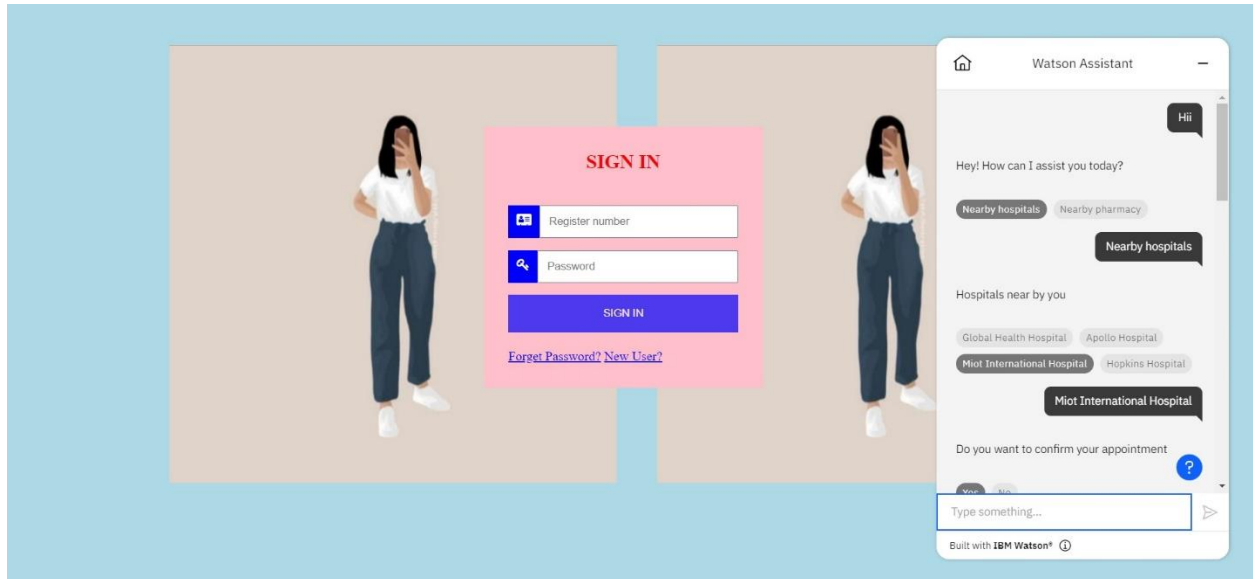 SIGN IN
Register number
Password
SIGN IN
Forget Password? New User?
Watson Assistant
Hii
Hey! How can I assist you today?
Nearby hospitals Nearby pharmacy
Nearby hospitals
Hospitals near by you
Global Health Hospital Apollo Hospital
Miot International Hospital Hopkins Hospital
Miot International Hospital
Do you want to confirm your appointment
?
Yes No
Type something...
Built with IBM Watson®